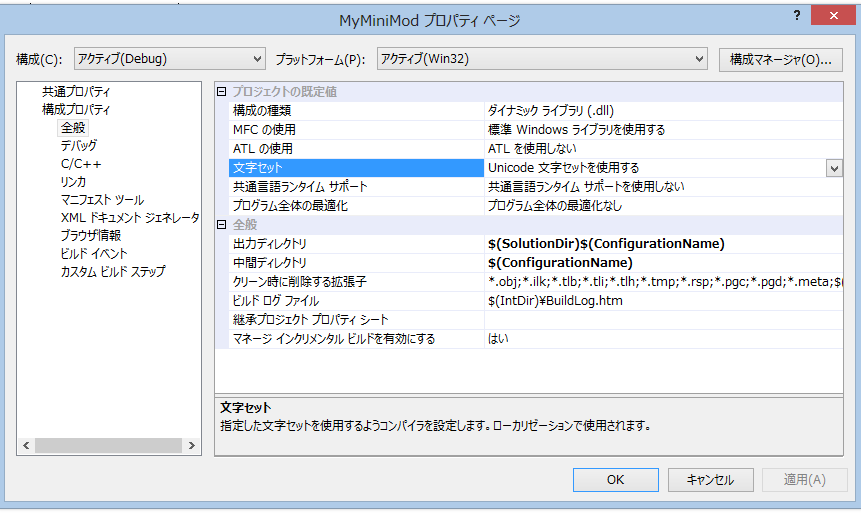 MyMiniMod プロパティ ページ
?
構成(C): アクティブ(Debug) プラットフォーム(P): アクティブ(Win32) 構成マネージャ(O)...
共通プロパティ
構成プロパティ
全般
デバッグ
C/C++
リンカ
マニフェスト ツール
XML ドキュメント ジェネレータ
ブラウザ情報
ビルド イベント
カスタム ビルド ステップ
プロジェクトの既定値
構成の種類 ダイナミック ライブラリ (.dll)
MFC の使用 標準 Windows ライブラリを使用する
ATL の使用 ATL を使用しない
文字セット Unicode 文字セットを使用する
共通言語ランタイム サポート 共通言語ランタイム サポートを使用しない
プログラム全体の最適化 プログラム全体の最適化なし
全般
出力ディレクトリ $(SolutionDir)$(ConfigurationName)
中間ディレクトリ $(ConfigurationName)
クリーン時に削除する拡張子 *.obj;*.ilk;*.tlb;*.tli;*.tlh;*.tmp;*.rsp;*.pgc;*.pgd;*.meta;$(
ビルド ログ ファイル $(IntDir)¥BuildLog.htm
継承プロジェクト プロパティ シート
マネージ インクリメンタル ビルドを有効にする はい
文字セット
指定した文字セットを使用するようコンパイラを設定します。ローカリゼーションで使用されます。
OK キャンセル 適用(A)